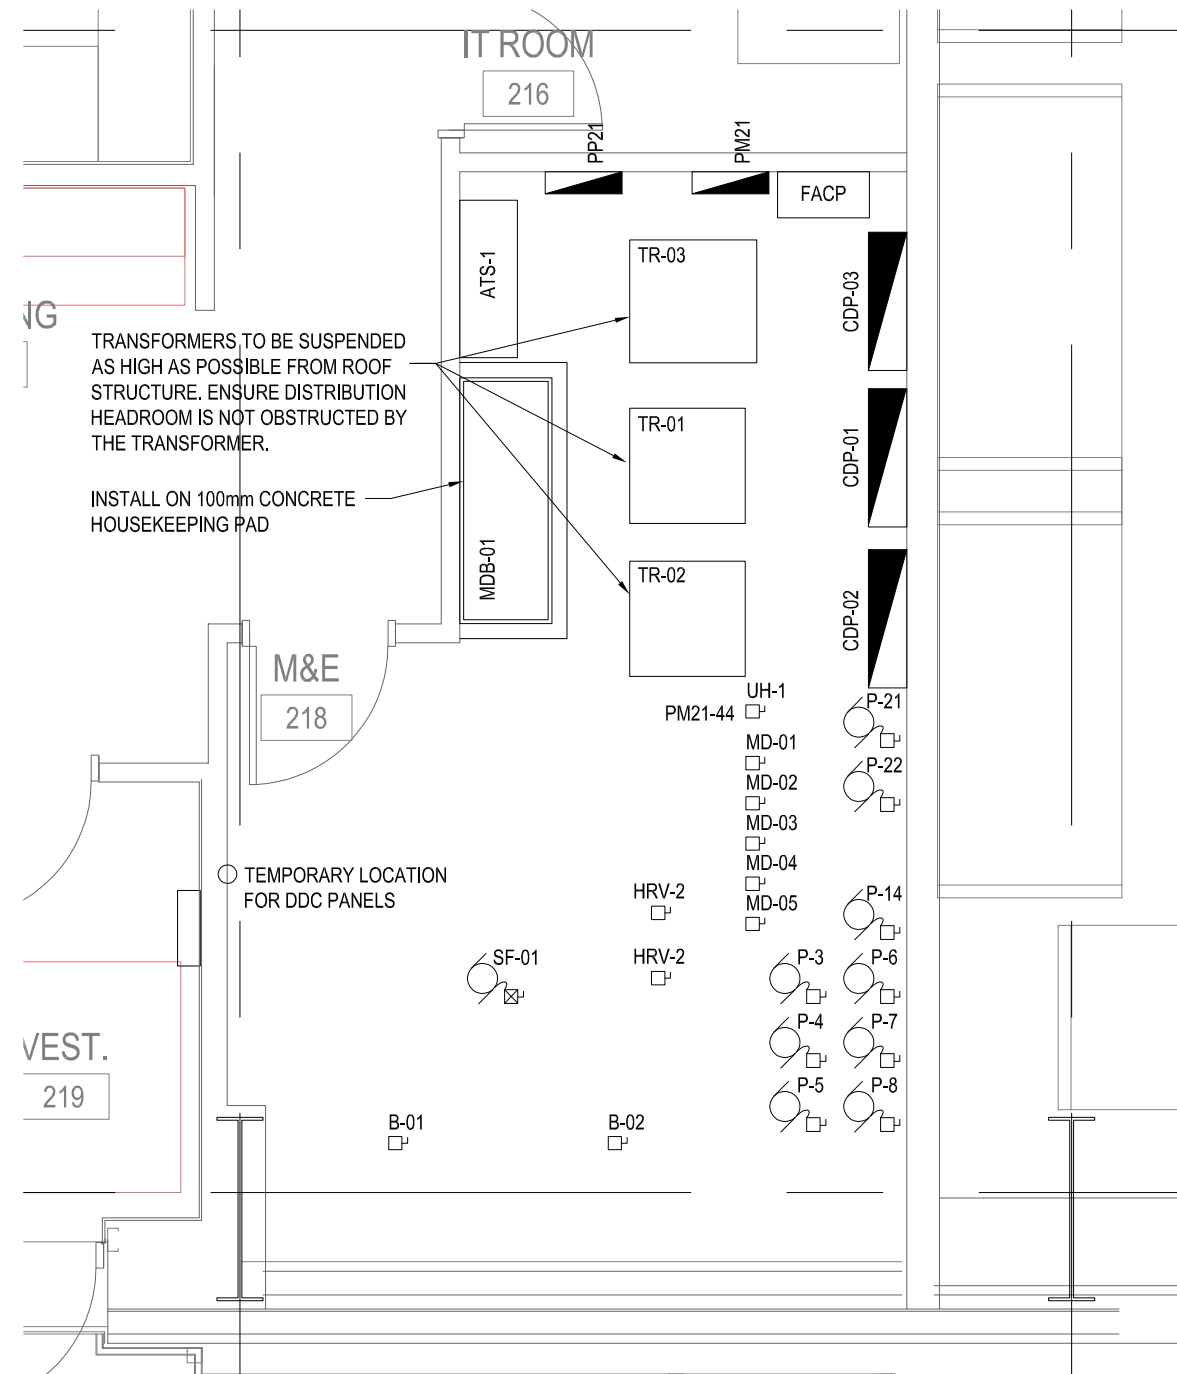 IT ROOM
216
PP21
PM21
FACP
ATS-1
TR-03
CDP-03
NG
TRANSFORMERS TO BE SUSPENDED
AS HIGH AS POSSIBLE FROM ROOF
STRUCTURE. ENSURE DISTRIBUTION
HEADROOM IS NOT OBSTRUCTED BY
THE TRANSFORMER.
TR-01
CDP-01
INSTALL ON 100mm CONCRETE
HOUSEKEEPING PAD
MDB-01
TR-02
CDP-02
M&E
218
UH-1
PM21-44
P-21
MD-01
P-22
MD-02
MD-03
MD-04
TEMPORARY LOCATION
FOR DDC PANELS
HRV-2
MD-05
P-14
SF-01
HRV-2
P-3
P-6
P-4
P-7
VEST.
219
P-5
P-8
B-01
B-02